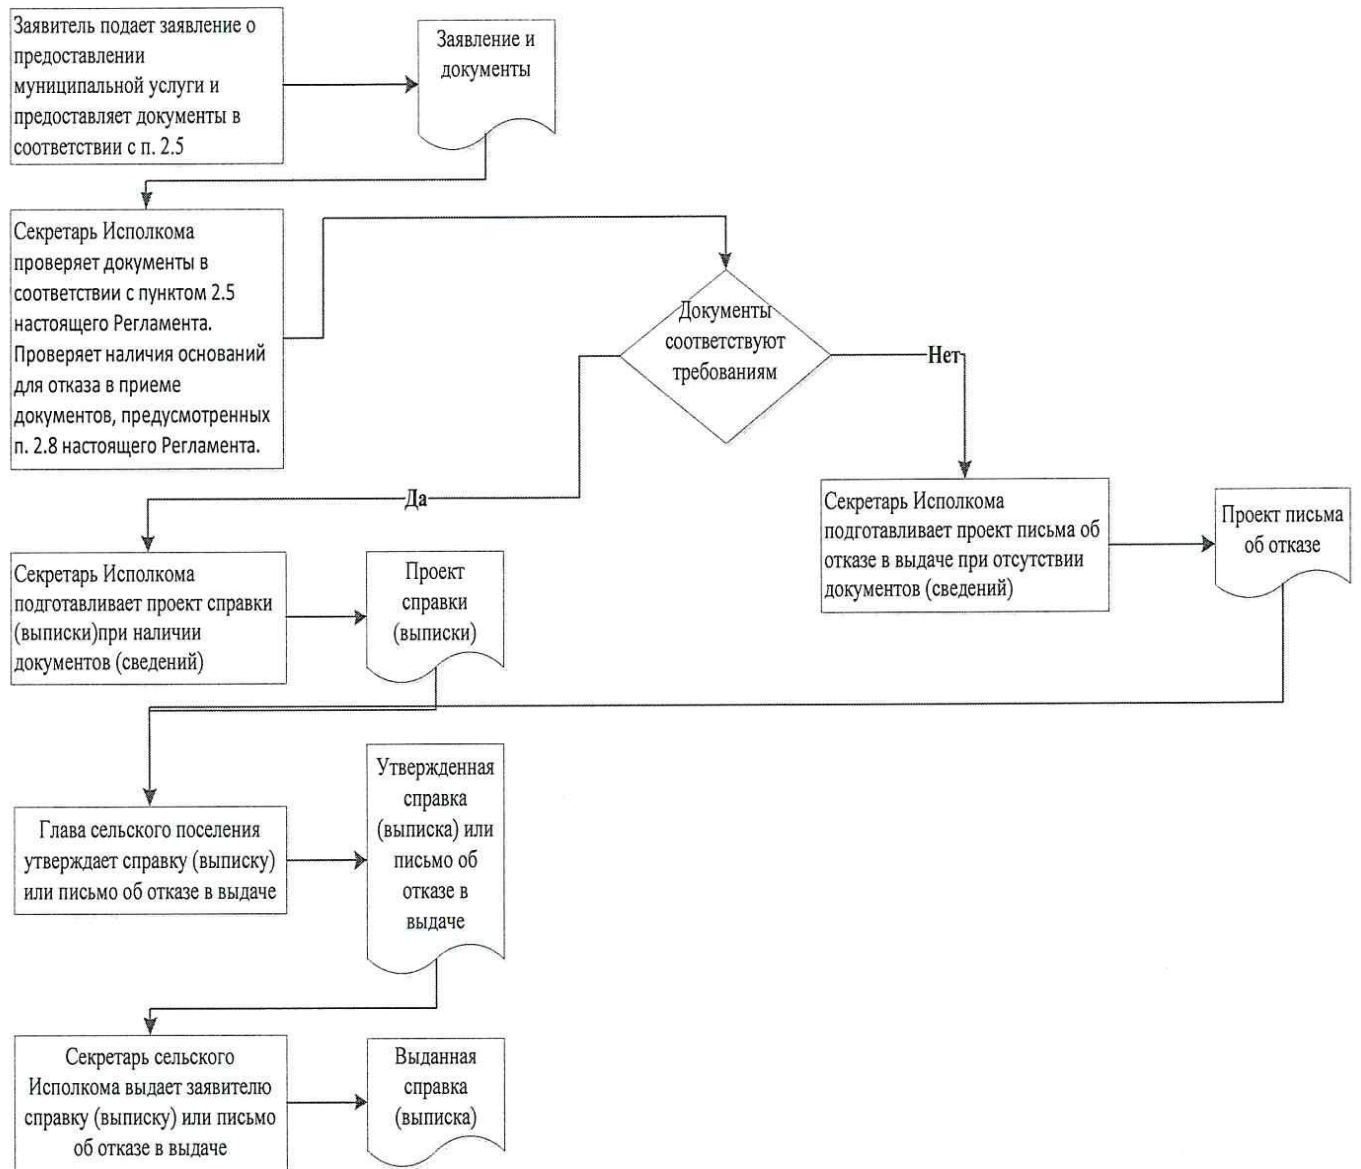 Заявитель подает заявление о
предоставлении
муниципальной услуги и
предоставляет документы в
соответствии с п. 2.5
Заявление и
документы
Секретарь Исполкома
проверяет документы в
соответствии с пунктом 2.5
настоящего Регламента.
Проверяет наличия оснований
для отказа в приеме
документов, предусмотренных
п. 2.8 настоящего Регламента.
Документы
соответствуют
требованиям
Нет
Да
Секретарь Исполкома
подготавливает проект письма об
отказе в выдаче при отсутствии
документов (сведений)
Проект письма
об отказе
Секретарь Исполкома
подготавливает проект справки
(выписки)при наличии
документов (сведений)
Проект
справки
(выписки)
Глава сельского поселения
утверждает справку (выписку)
или письмо об отказе в выдаче
Утвержденная
справка
(выписка) или
письмо об
отказе в
выдаче
Секретарь сельского
Исполкома выдает заявителю
справку (выписку) или письмо
об отказе в выдаче
Выданная
справка
(выписка)